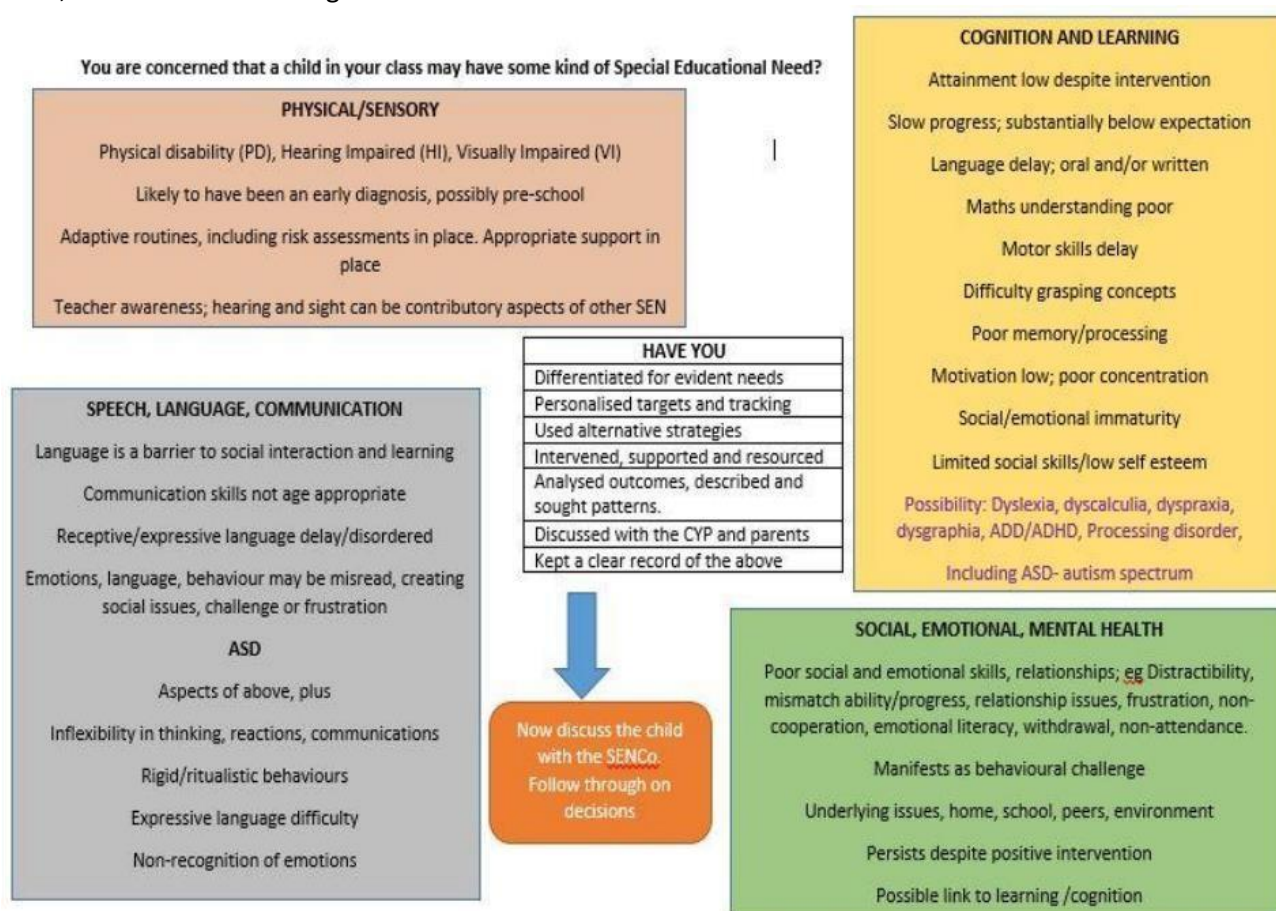 You are concerned that a child in your class may have some kind of Special Educational Need?
PHYSICAL/SENSORY
Physical disability (PD), Hearing Impaired (HI), Visually Impaired (VI)
Likely to have been an early diagnosis, possibly pre-school
Adaptive routines, including risk assessments in place. Appropriate support in
place
Teacher awareness; hearing and sight can be contributory aspects of other SEN
COGNITION AND LEARNING
Attainment low despite intervention
Slow progress; substantially below expectation
Language delay; oral and/or written
Maths understanding poor
Motor skills delay
Difficulty grasping concepts
Poor memory/processing
Motivation low; poor concentration
Social/emotional immaturity
Limited social skills/low self esteem
Possibility: Dyslexia, dyscalculia, dyspraxia,
dysgraphia, ADD/ADHD, Processing disorder,
Including ASD- autism spectrum
HAVE YOU
Differentiated for evident needs
Personalised targets and tracking
Used alternative strategies
Intervened, supported and resourced
Analysed outcomes, described and
sought patterns.
Discussed with the CYP and parents
Kept a clear record of the above
SPEECH, LANGUAGE, COMMUNICATION
Language is a barrier to social interaction and learning
Communication skills not age appropriate
Receptive/expressive language delay/disordered
Emotions, language, behaviour may be misread, creating
social issues, challenge or frustration
ASD
Aspects of above, plus
Inflexibility in thinking, reactions, communications
Rigid/ritualistic behaviours
Expressive language difficulty
Non-recognition of emotions
Now discuss the child
with the SENCo.
Follow through on
decisions
SOCIAL, EMOTIONAL, MENTAL HEALTH
Poor social and emotional skills, relationships; eg Distractibility,
mismatch ability/progress, relationship issues, frustration, non-
cooperation, emotional literacy, withdrawal, non-attendance.
Manifests as behavioural challenge
Underlying issues, home, school, peers, environment
Persists despite positive intervention
Possible link to learning /cognition